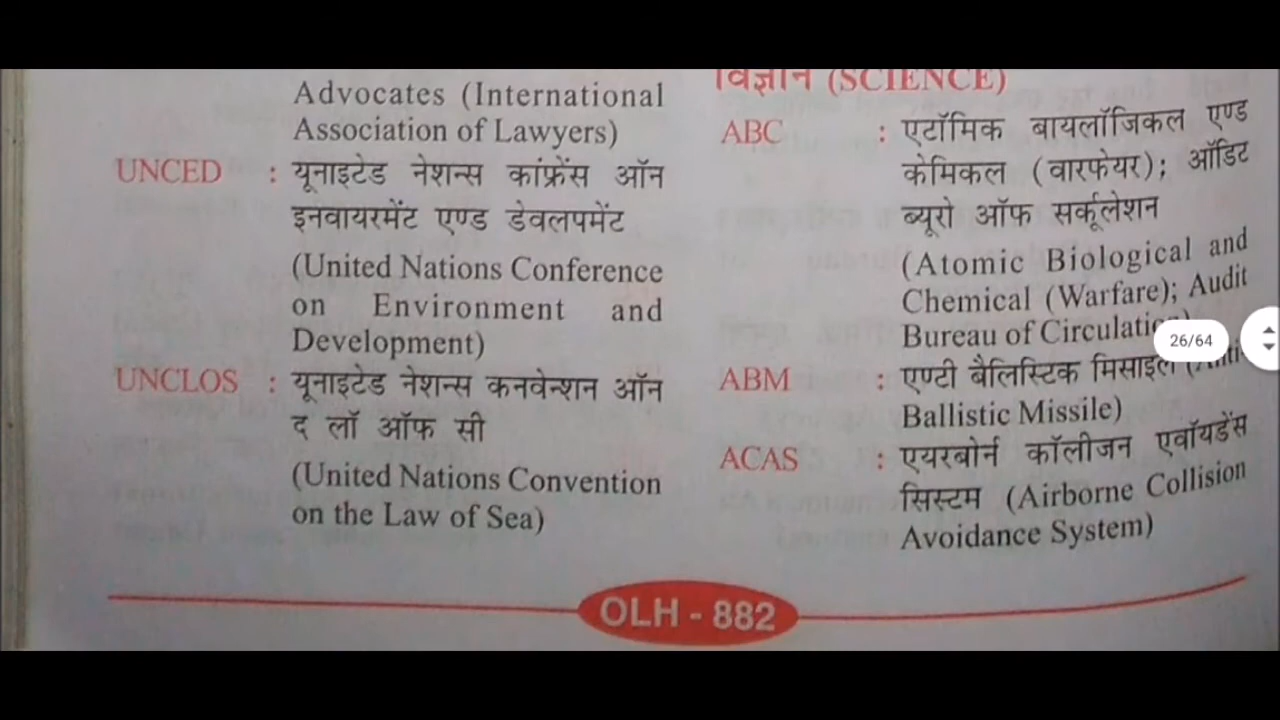 Advocates (International
Association of Lawyers)
UNCED : यूनाइटेड नेशन्स कांफ्रेंस ऑन
इनवायरमेंट एण्ड डेवलपमेंट
(United Nations Conference
on Environment and
Development)
UNCLOS : यूनाइटेड नेशन्स कनवेन्शन ऑन
द लॉ ऑफ सी
(United Nations Convention
on the Law of Sea)
विज्ञान (SCIENCE)
ABC : एटॉमिक बायलॉजिकल एण्ड
केमिकल (वारफेयर); ऑडिट
ब्यूरो ऑफ सर्कूलेशन
(Atomic Biological and
Chemical (Warfare); Audit
Bureau of Circulation)
ABM : एण्टी बैलिस्टिक मिसाइल (Anti-
Ballistic Missile)
ACAS : एयरबोर्न कॉलीजन एवॉयडेंस
सिस्टम (Airborne Collision
Avoidance System)
26/64
OLH - 882